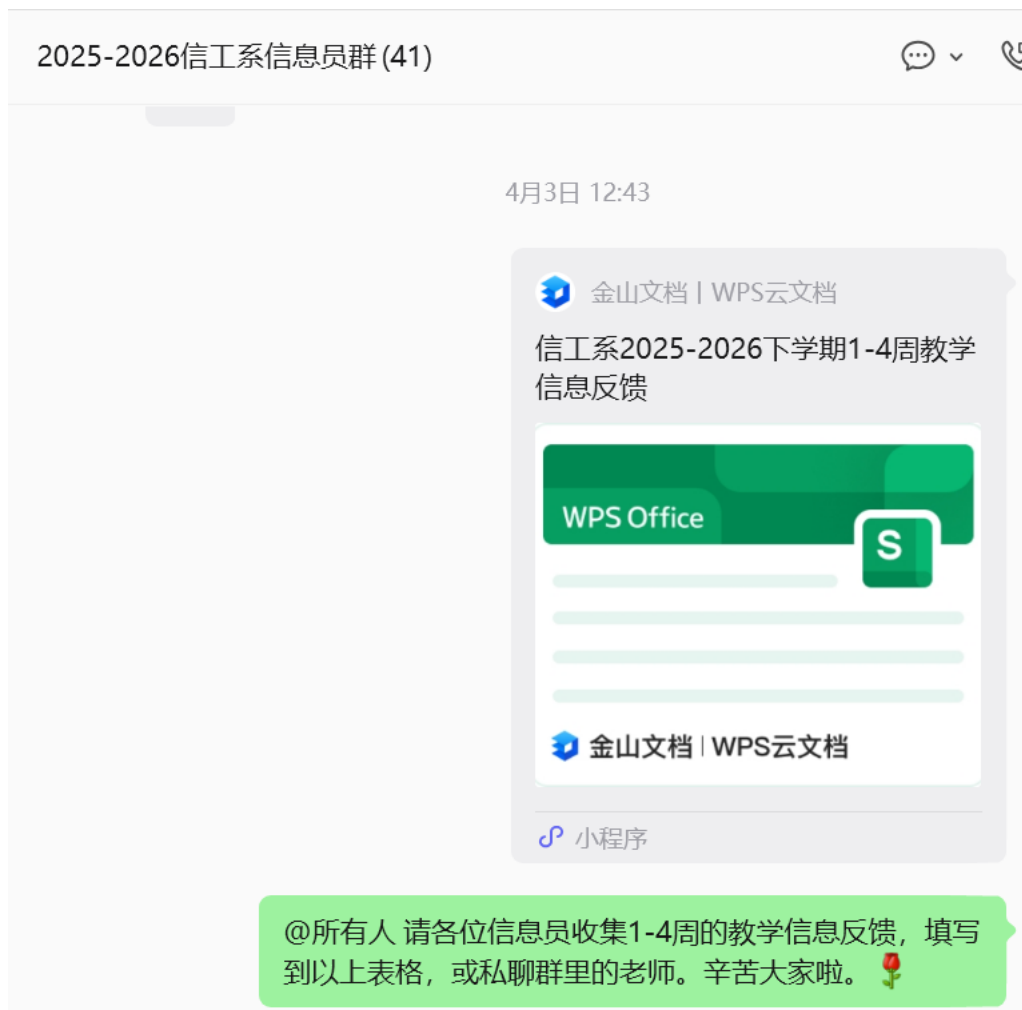 2025-2026信工系信息员群(41)
4月3日 12:43
金山文档 | WPS云文档
信工系2025-2026下学期1-4周教学
信息反馈
WPS Office
S
金山文档 | WPS云文档
小程序
@所有人 请各位信息员收集1-4周的教学信息反馈，填写
到以上表格，或私聊群里的老师。辛苦大家啦。🌹